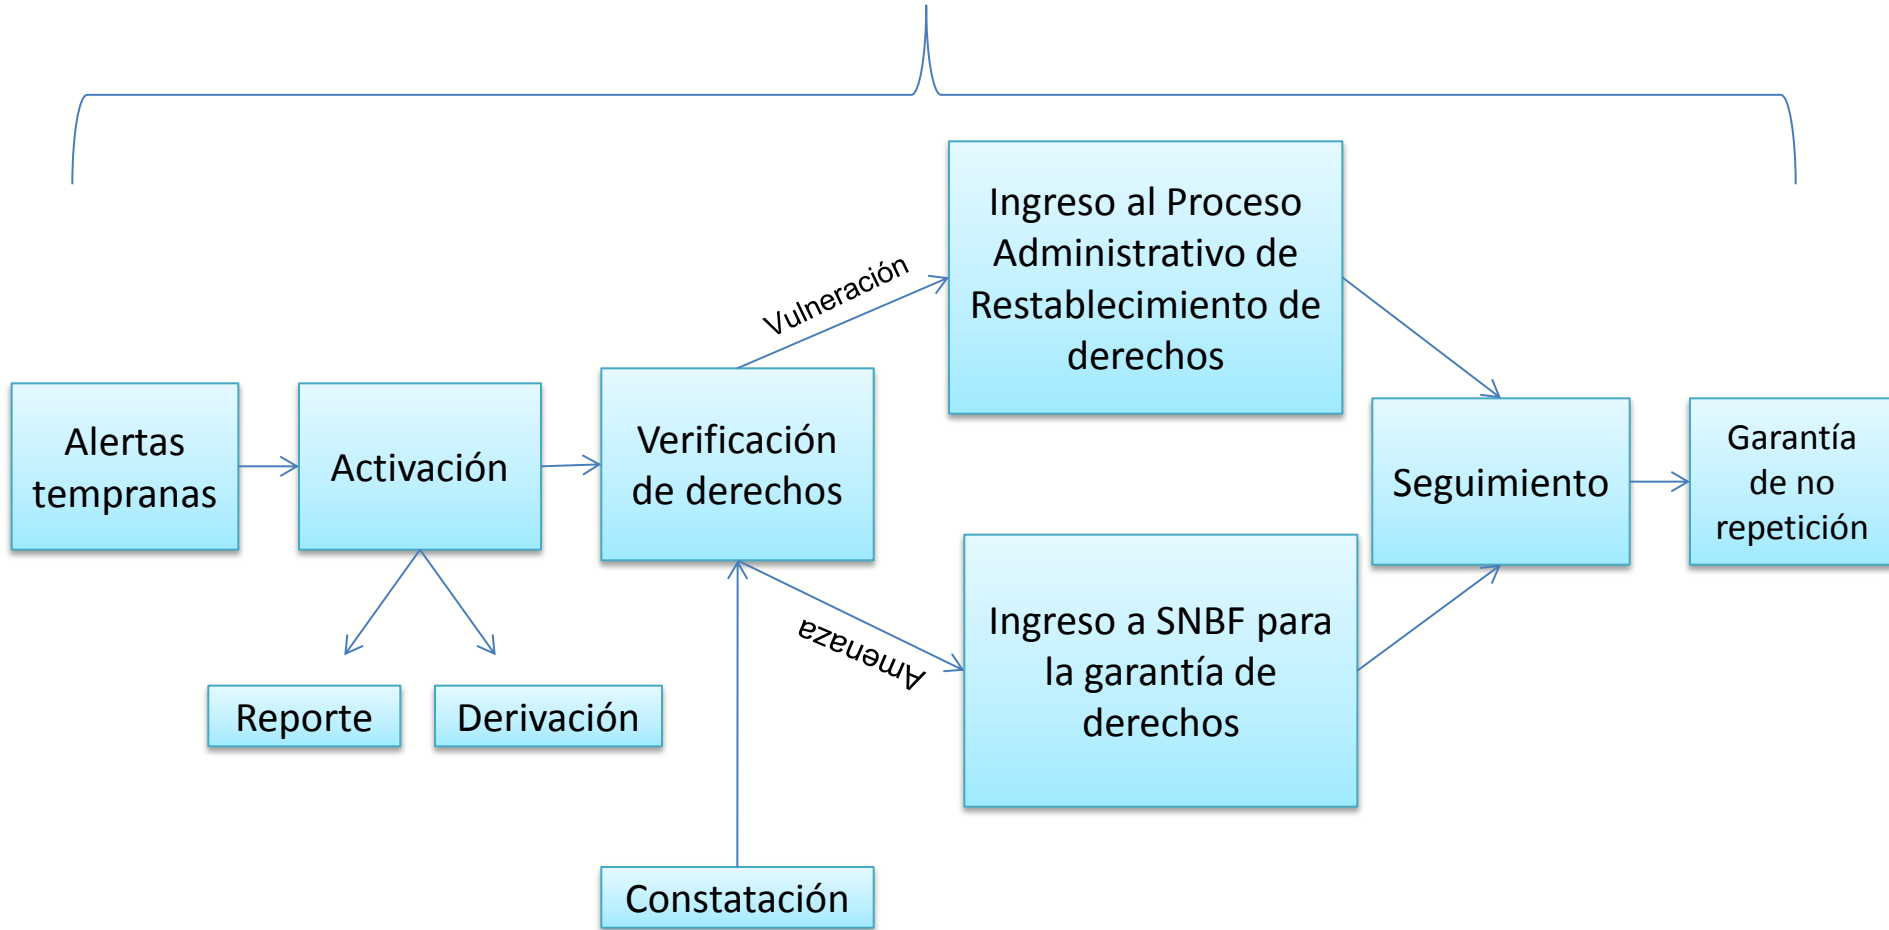 Ingreso al Proceso
Administrativo de
Restablecimiento de
derechos
Vulneración
Alertas
tempranas
Activación
Verificación
de derechos
Seguimiento
Garantía
de no
repetición
Amenaza
Ingreso a SNBF para
la garantía de
derechos
Reporte
Derivación
Constatación